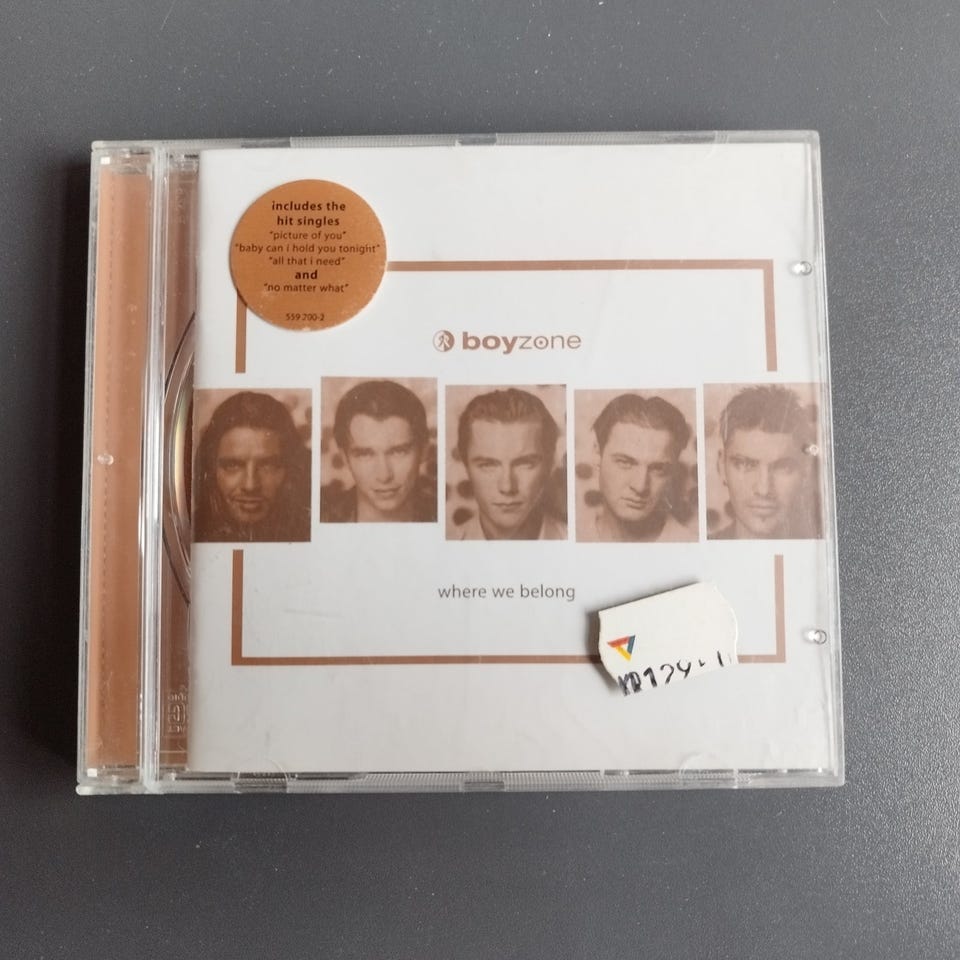 includes the
hit singles
"picture of you"
"baby can i hold you tonight"
"all that i need"
and
"no matter what"
559 200-2
boyzone
where we belong